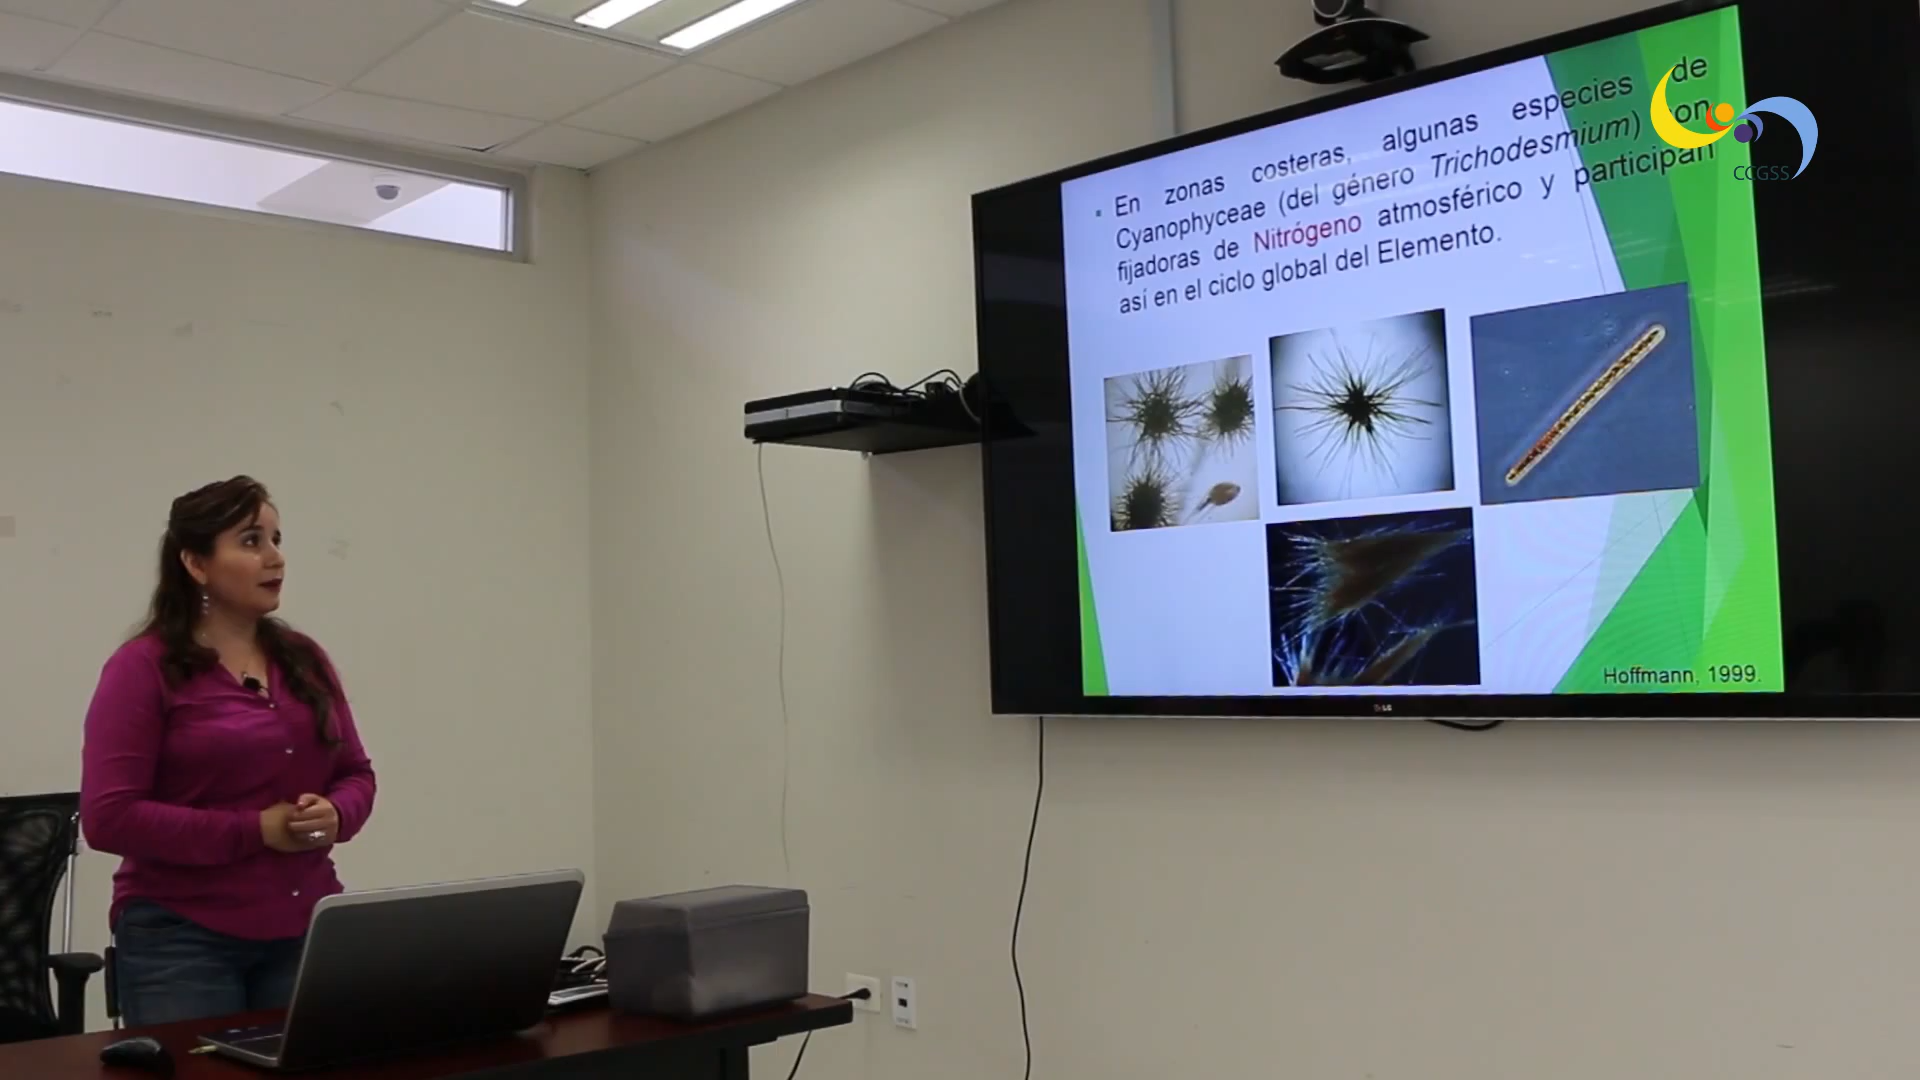 En zonas costeras, algunas especies de
Cyanophyceae (del género Trichodesmium) son
fijadoras de Nitrógeno atmosférico y participan
así en el ciclo global del Elemento.
Hoffmann, 1999.
CCGSS
LG